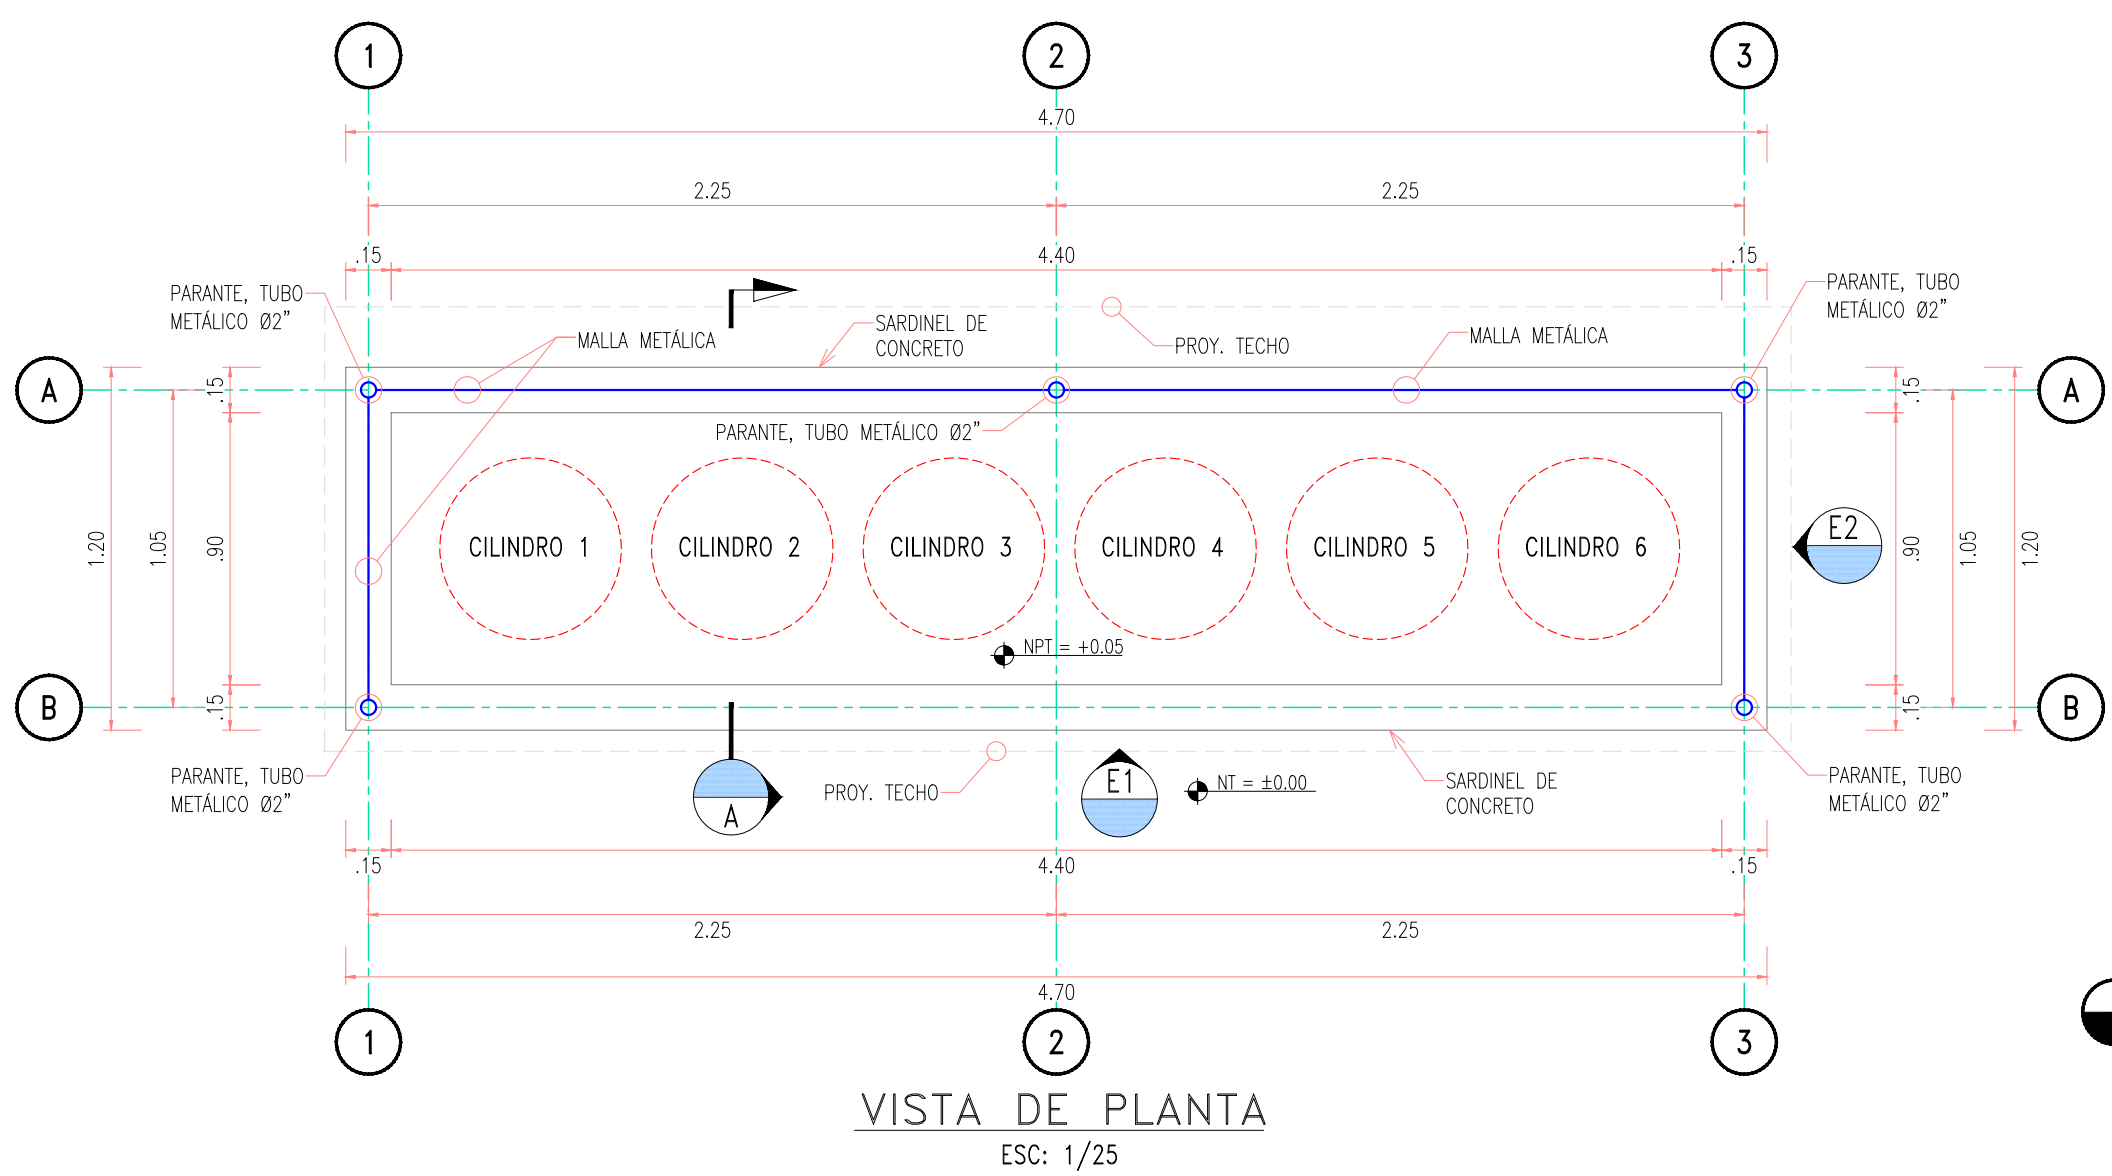 1
2
3
4.70
2.25
2.25
.15
4.40
.15
PARANTE, TUBO
METÁLICO Ø2”
MALLA METÁLICA
SARDINEL DE
CONCRETO
PROY. TECHO
MALLA METÁLICA
PARANTE, TUBO
METÁLICO Ø2”
A
A
.15
.15
PARANTE, TUBO METÁLICO Ø2”
1.20
1.05
.90
CILINDRO 1
CILINDRO 2
CILINDRO 3
CILINDRO 4
CILINDRO 5
CILINDRO 6
E2
.90
1.05
1.20
NPT = +0.05
B
B
.15
.15
PARANTE, TUBO
METÁLICO Ø2”
A
PROY. TECHO
E1
NT = ±0.00
SARDINEL DE
CONCRETO
PARANTE, TUBO
METÁLICO Ø2”
.15
4.40
.15
2.25
2.25
4.70
1
2
3
VISTA DE PLANTA
ESC: 1/25